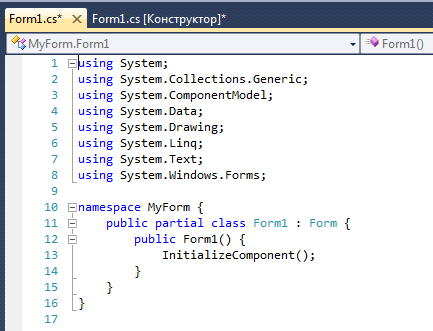 Form1.cs* Form1.cs [Конструктор]*
MyForm.Form1 Form1()
1 using System;
2 using System.Collections.Generic;
3 using System.ComponentModel;
4 using System.Data;
5 using System.Drawing;
6 using System.Linq;
7 using System.Text;
8 using System.Windows.Forms;
9
10 namespace MyForm {
11 public partial class Form1 : Form {
12 public Form1() {
13 InitializeComponent();
14 }
15 }
16 }
17